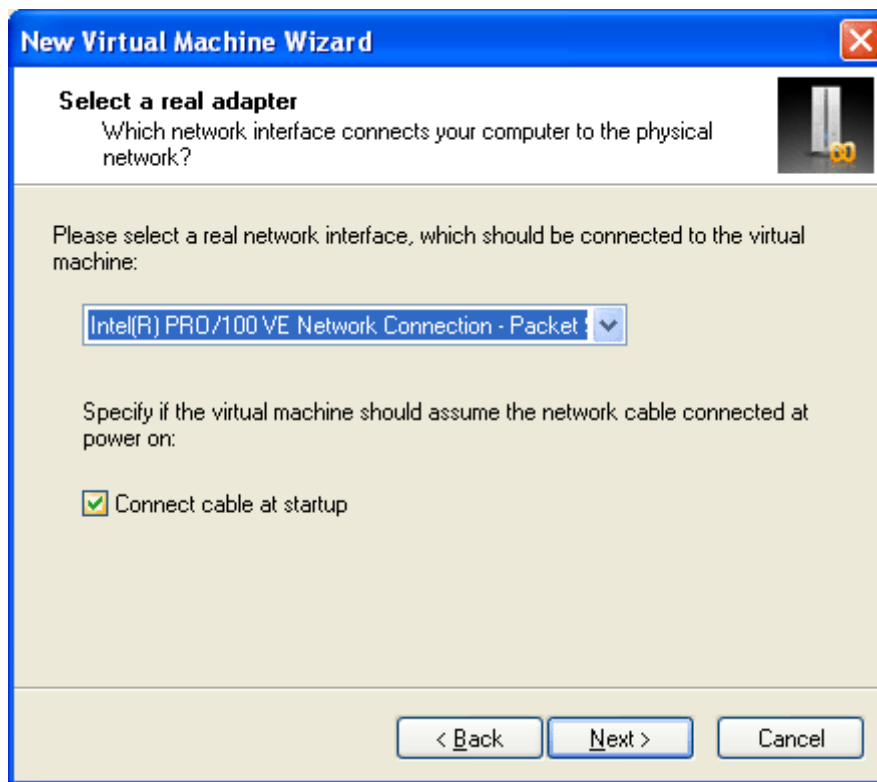 New Virtual Machine Wizard
Select a real adapter
Which network interface connects your computer to the physical
network?
Please select a real network interface, which should be connected to the virtual
machine:
Intel(R) PRO/100 VE Network Connection - Packet
Specify if the virtual machine should assume the network cable connected at
power on:
Connect cable at startup
< Back
Next >
Cancel